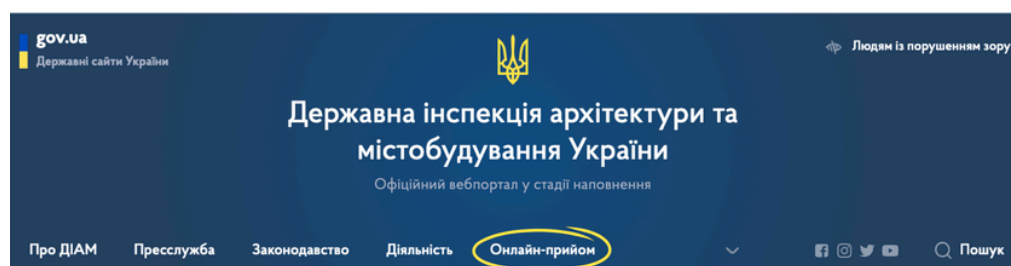 gov.ua
Державні сайти України
Людям із порушенням зору
Державна інспекція архітектури та
містобудування України
Офіційний вебпортал у стадії наповнення
Про ДІАМ Пресслужба Законодавство Діяльність Онлайн-прийом Пошук